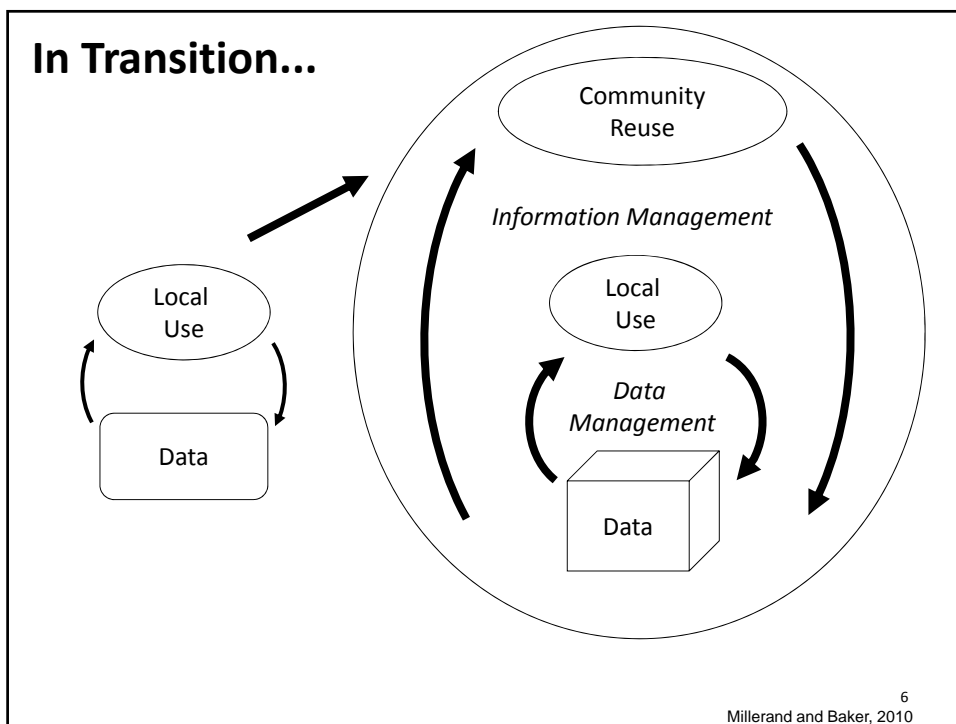 In Transition...
Local
Use
Data
Community
Reuse
Information Management
Local
Use
Data
Management
Data
6
Millerand and Baker, 2010